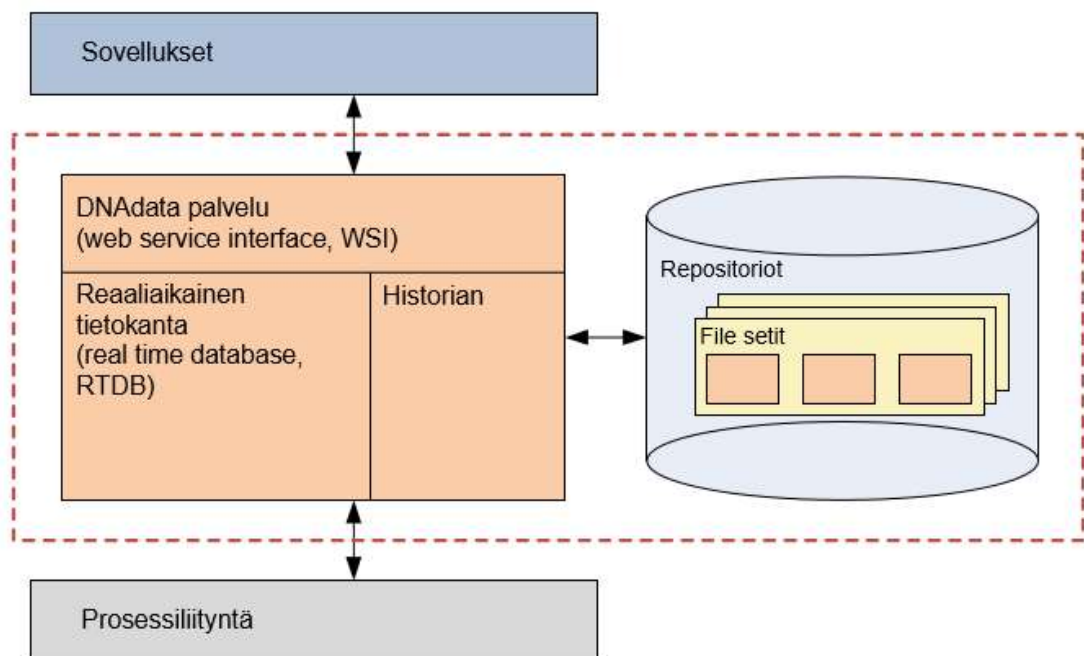 Sovellukset
DNAdata palvelu
(web service interface, WSI)
Reaaliaikainen
tietokanta
(real time database,
RTDB)
Historian
Repositoriot
File setit
Prosessiliityntä